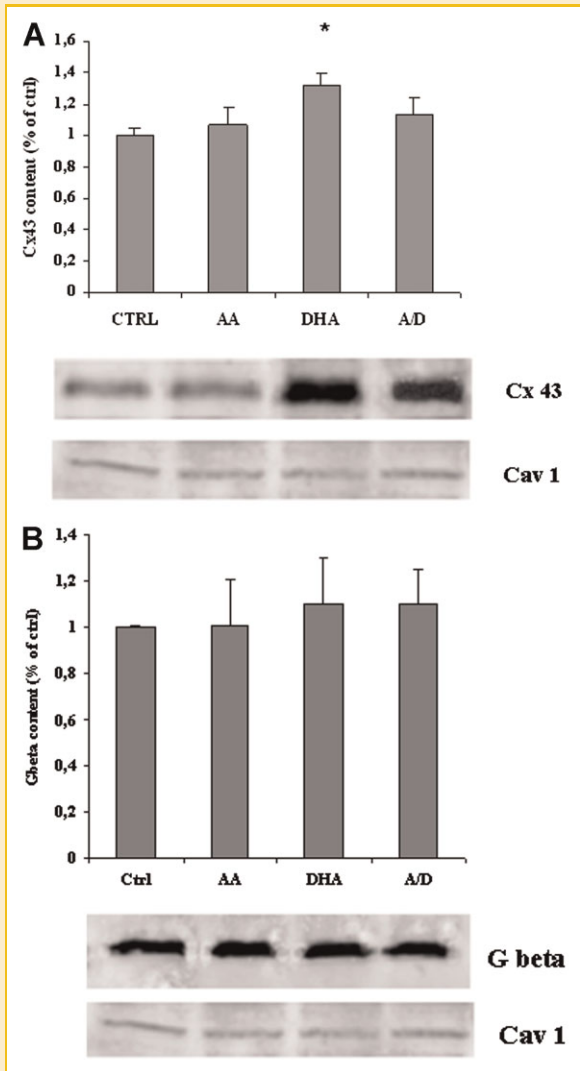 A
*
Cx43 content (% of ctrl)
1,6
1,4
1,2
1
0,8
0,6
0,4
0,2
0
CTRL AA DHA A/D
Cx 43
Cav 1
B
Gbeta content (% of ctrl)
1,4
1,2
1
0,8
0,6
0,4
0,2
0
Ctrl AA DHA A/D
G beta
Cav 1